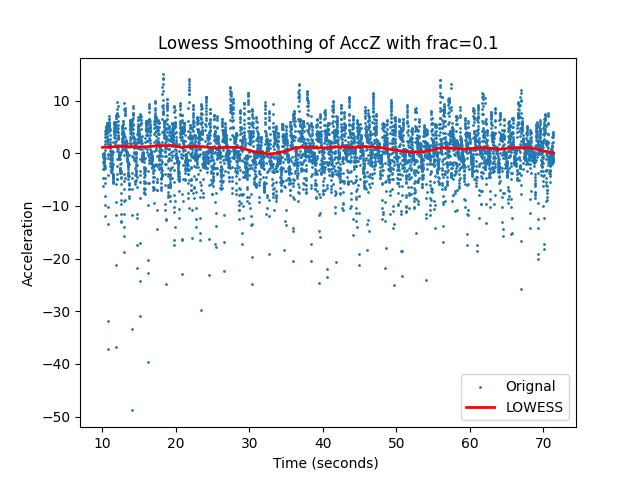 Lowess Smoothing of AccZ with frac=0.1
10
0
−10
−20
−30
−40
−50
Acceleration
10 20 30 40 50 60 70
Time (seconds)
Orignal
LOWESS